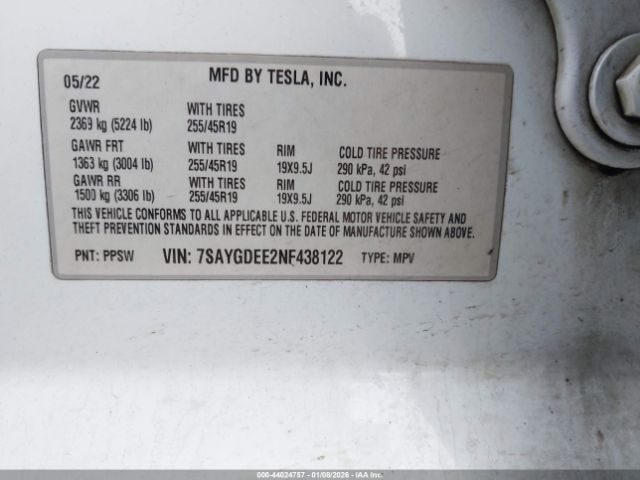 05/22 MFD BY TESLA, INC.
GVWR WITH TIRES
2369 kg (5224 lb) 255/45R19
GAWR FRT WITH TIRES RIM COLD TIRE PRESSURE
1363 kg (3004 lb) 255/45R19 19X9.5J 290 kPa, 42 psi
GAWR RR WITH TIRES RIM COLD TIRE PRESSURE
1500 kg (3306 lb) 255/45R19 19X9.5J 290 kPa, 42 psi
THIS VEHICLE CONFORMS TO ALL APPLICABLE U.S. FEDERAL MOTOR VEHICLE SAFETY AND
THEFT PREVENTION STANDARDS IN EFFECT ON THE DATE OF MANUFACTURE SHOWN ABOVE.
PNT: PPSW VIN: 7SAYGDEE2NF438122 TYPE: MPV
000-44024757 - 01/08/2026 - IAA Inc.